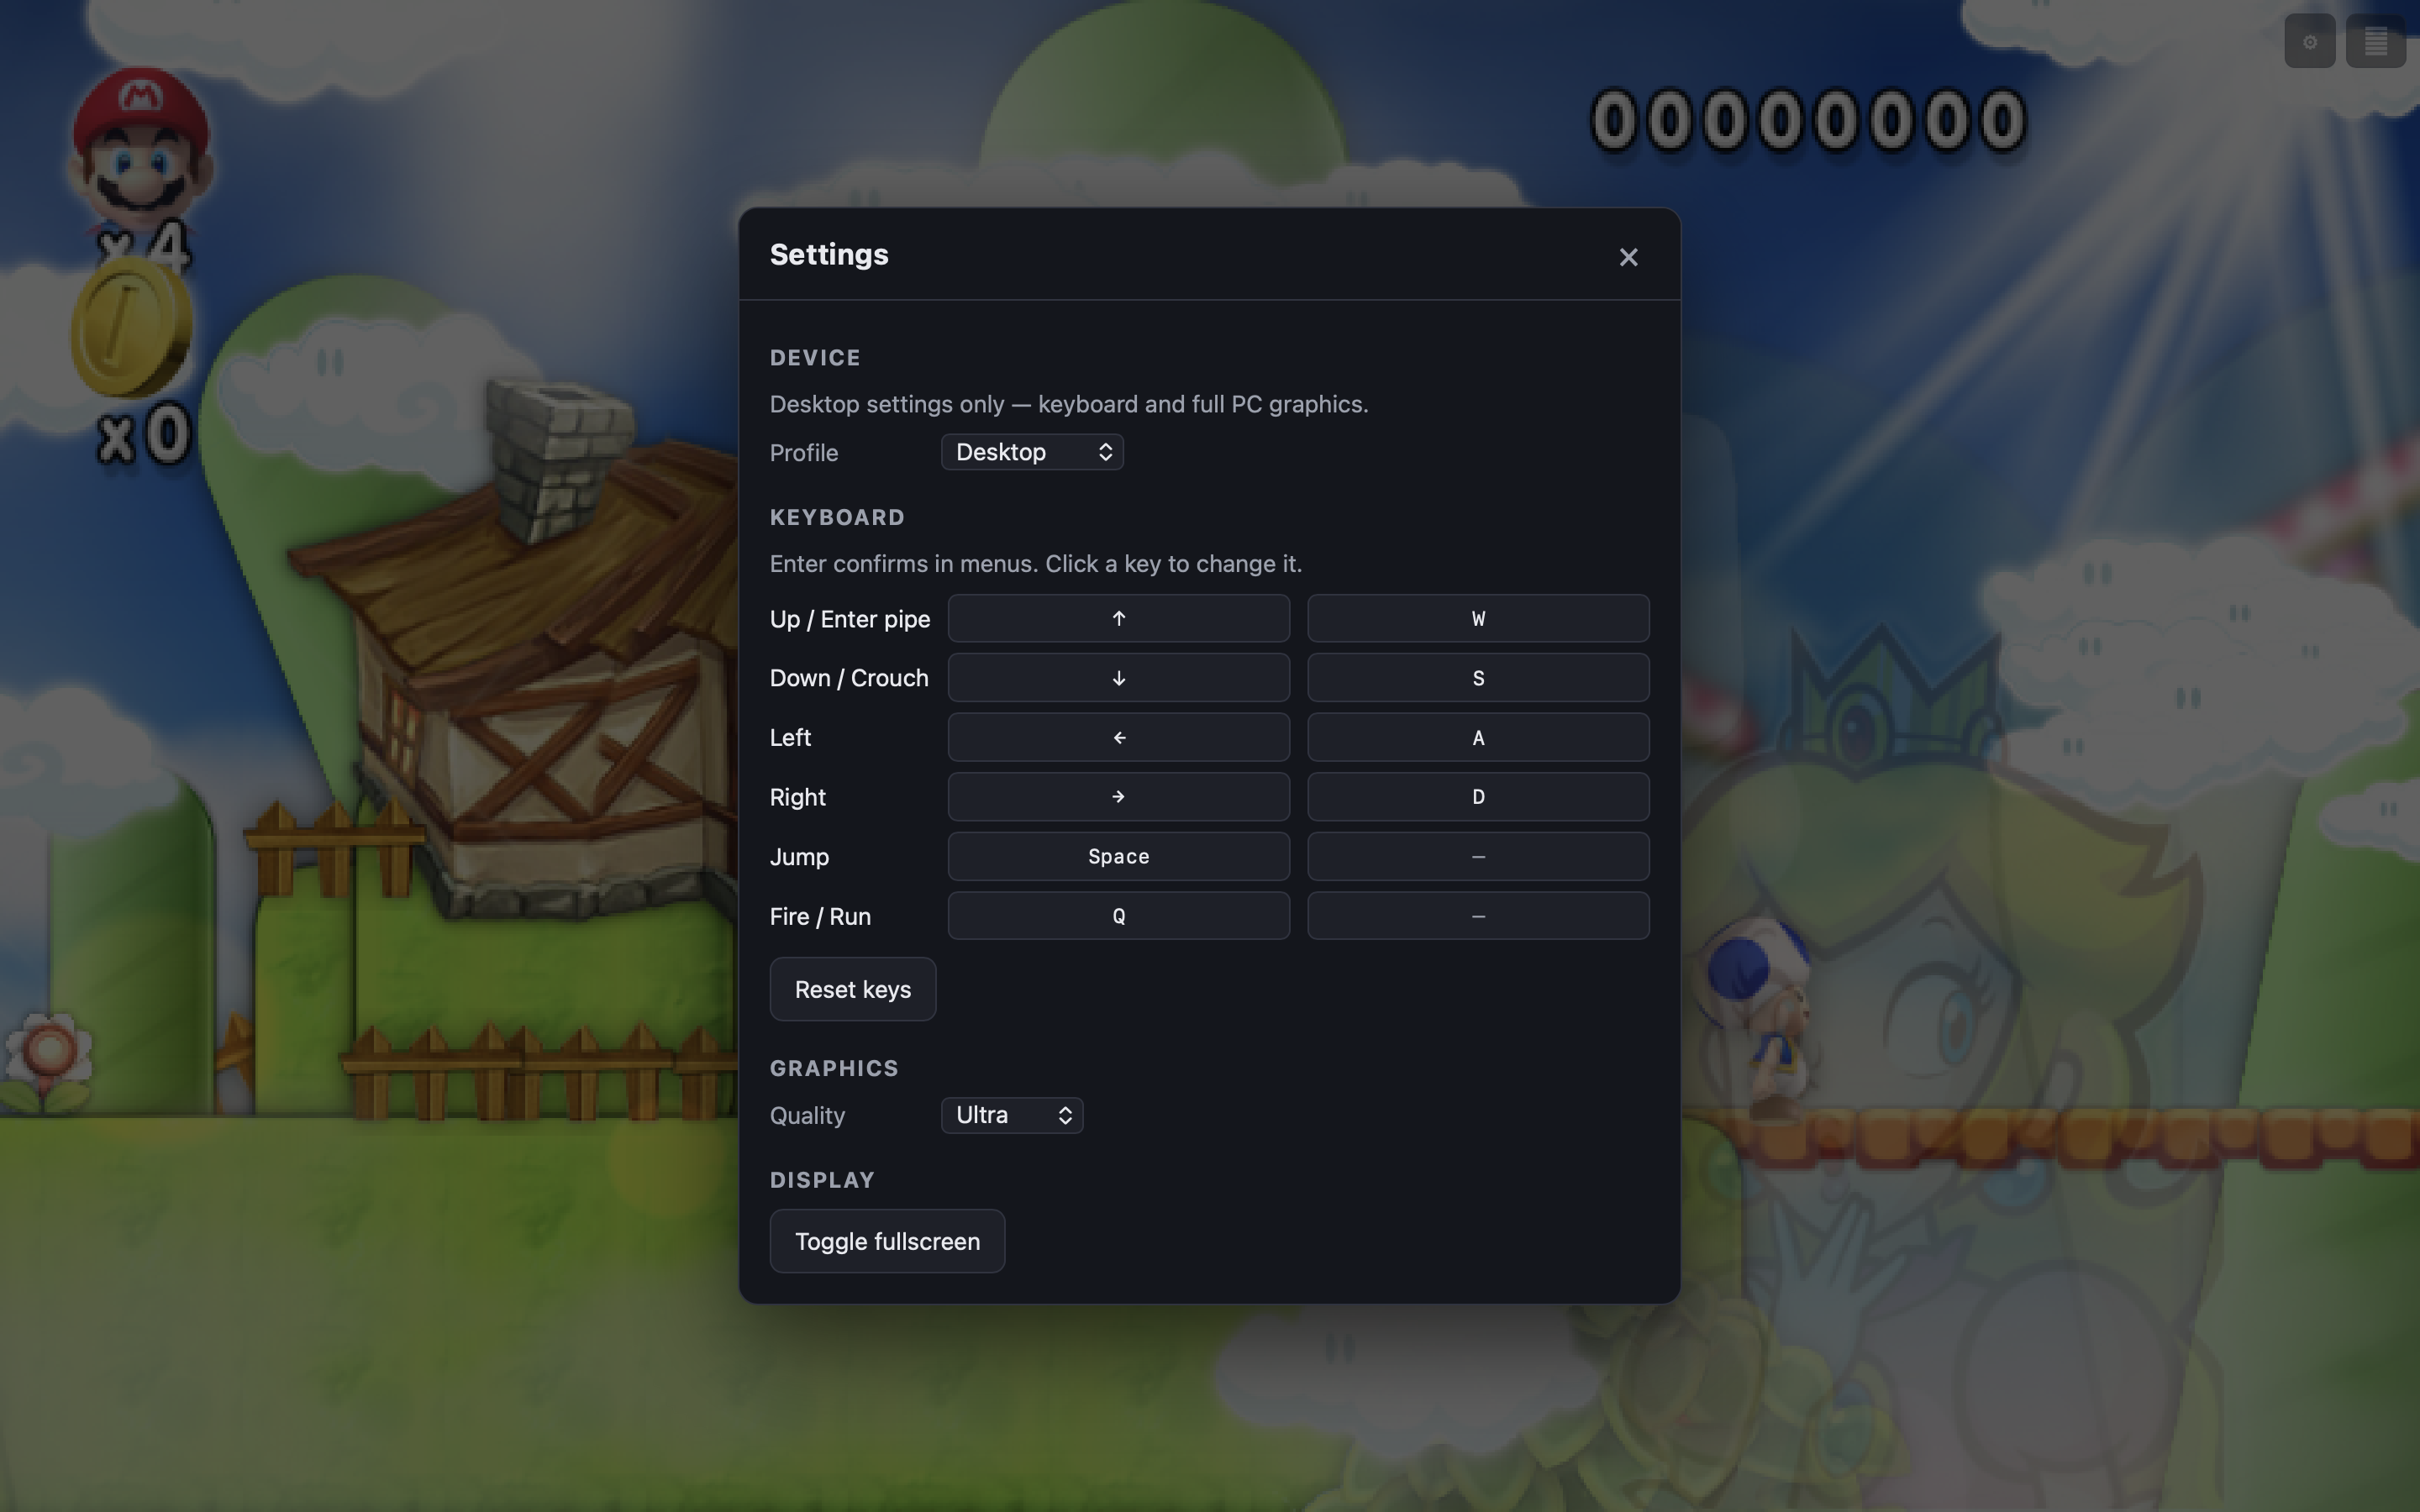 M
x4
x0
00000000
Settings
DEVICE
Desktop settings only — keyboard and full PC graphics.
Profile Desktop
KEYBOARD
Enter confirms in menus. Click a key to change it.
Up / Enter pipe ↑ W
Down / Crouch ↓ S
Left ← A
Right → D
Jump Space —
Fire / Run Q —
Reset keys
GRAPHICS
Quality Ultra
DISPLAY
Toggle fullscreen